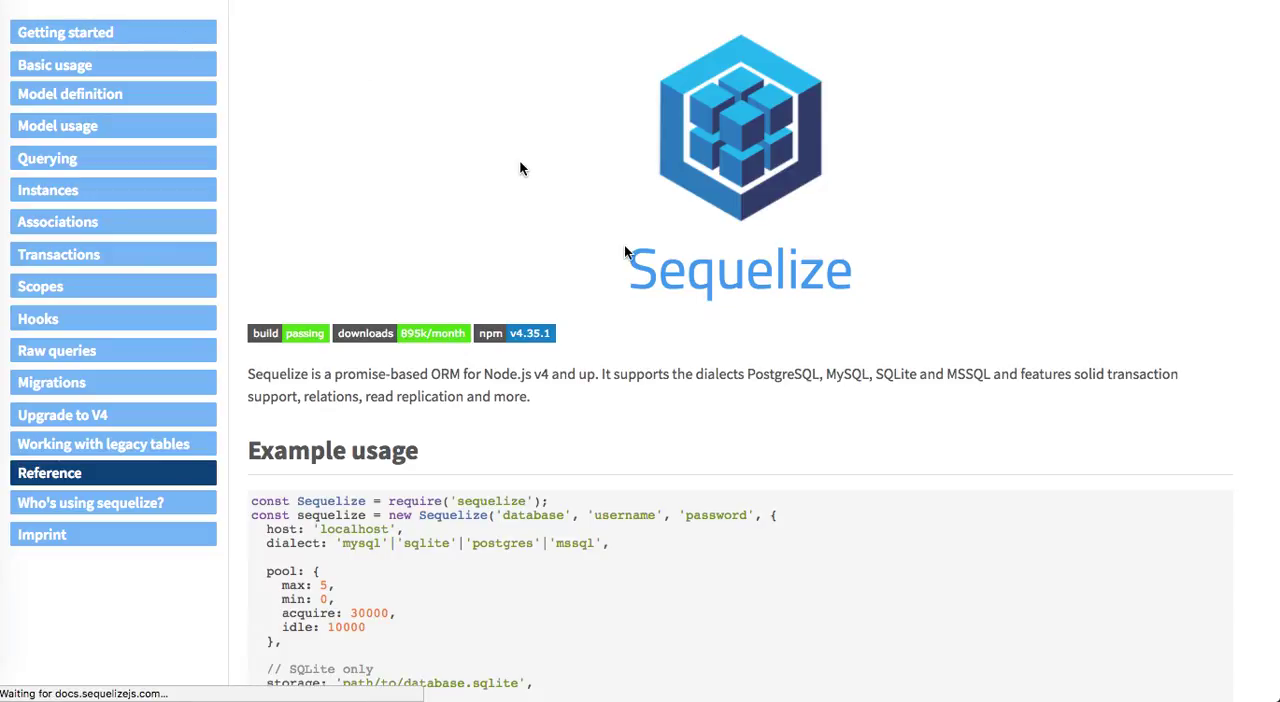 Getting started
Basic usage
Model definition
Model usage
Querying
Instances
Associations
Transactions
Scopes
Hooks
Raw queries
Migrations
Upgrade to V4
Working with legacy tables
Reference
Who's using sequelize?
Imprint
Sequelize
build passing downloads 895k/month npm v4.35.1
Sequelize is a promise-based ORM for Node.js v4 and up. It supports the dialects PostgreSQL, MySQL, SQLite and MSSQL and features solid transaction
support, relations, read replication and more.
Example usage
const Sequelize = require('sequelize');
const sequelize = new Sequelize('database', 'username', 'password', {
  host: 'localhost',
  dialect: 'mysql'|'sqlite'|'postgres'|'mssql',
  pool: {
    max: 5,
    min: 0,
    acquire: 30000,
    idle: 10000
  },
  // SQLite only
  storage: 'path/to/database.sqlite',
Waiting for docs.sequelizejs.com...